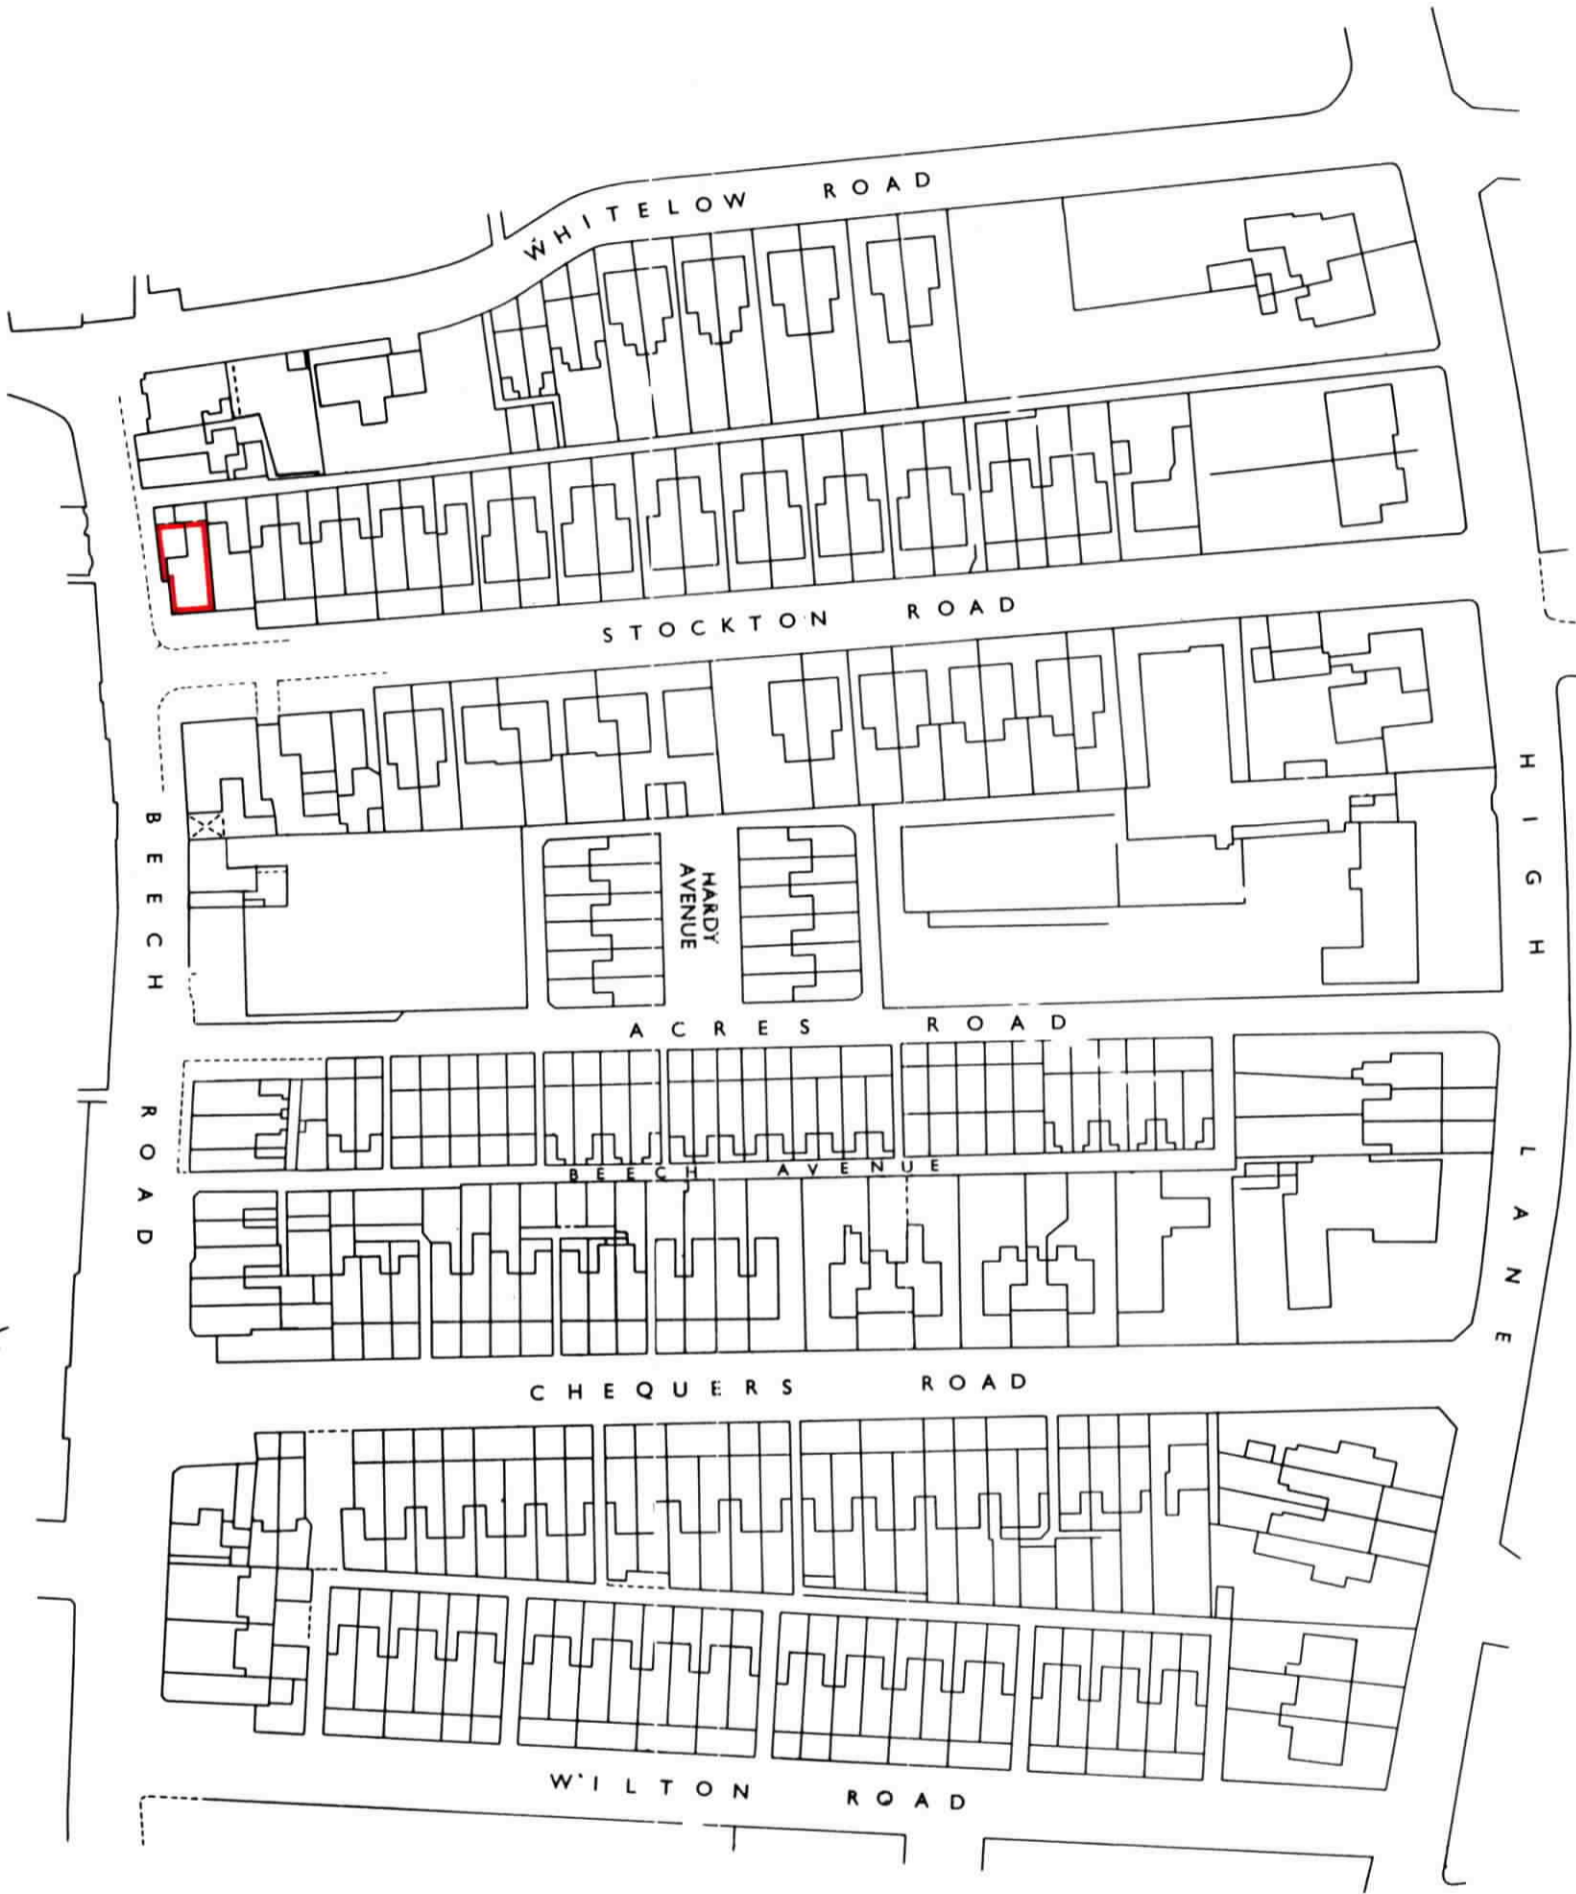 WHITELOW ROAD
STOCKTON ROAD
HARDY
AVENUE
BEECH ROAD
HIGH LANE
ACRES ROAD
BEECH AVENUE
CHEQUERS ROAD
WILTON ROAD